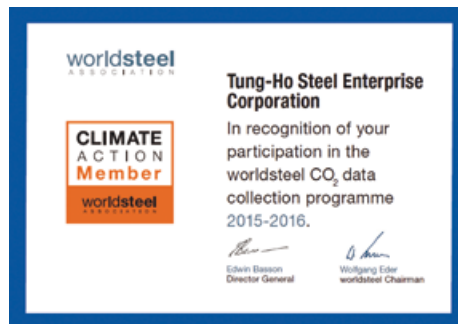 worldsteel
ASSOCIATION
CLIMATE
ACTION
Member
worldsteel
ASSOCIATION
Tung-Ho Steel Enterprise
Corporation
In recognition of your
participation in the
worldsteel CO₂ data
collection programme
2015-2016.
Edwin Basson
Director General
Wolfgang Eder
worldsteel Chairman